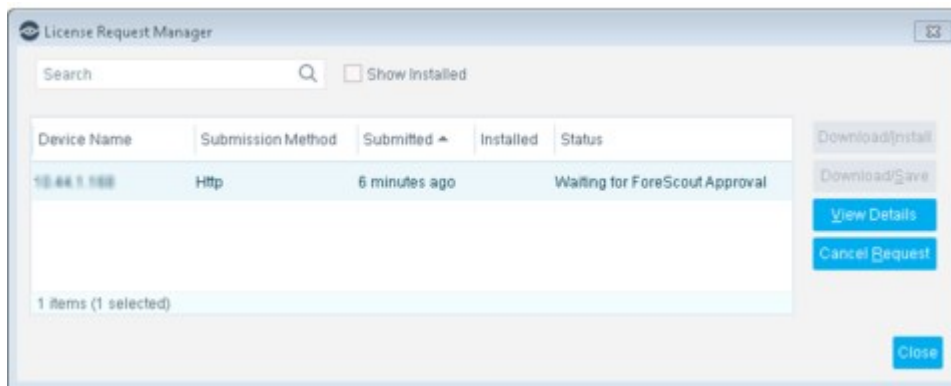 License Request Manager
Search
Show Installed
Device Name Submission Method Submitted Installed Status
Http 6 minutes ago Waiting for ForeScout Approval
1 items (1 selected)
Download/Install
Download/Save
View Details
Cancel Request
Close